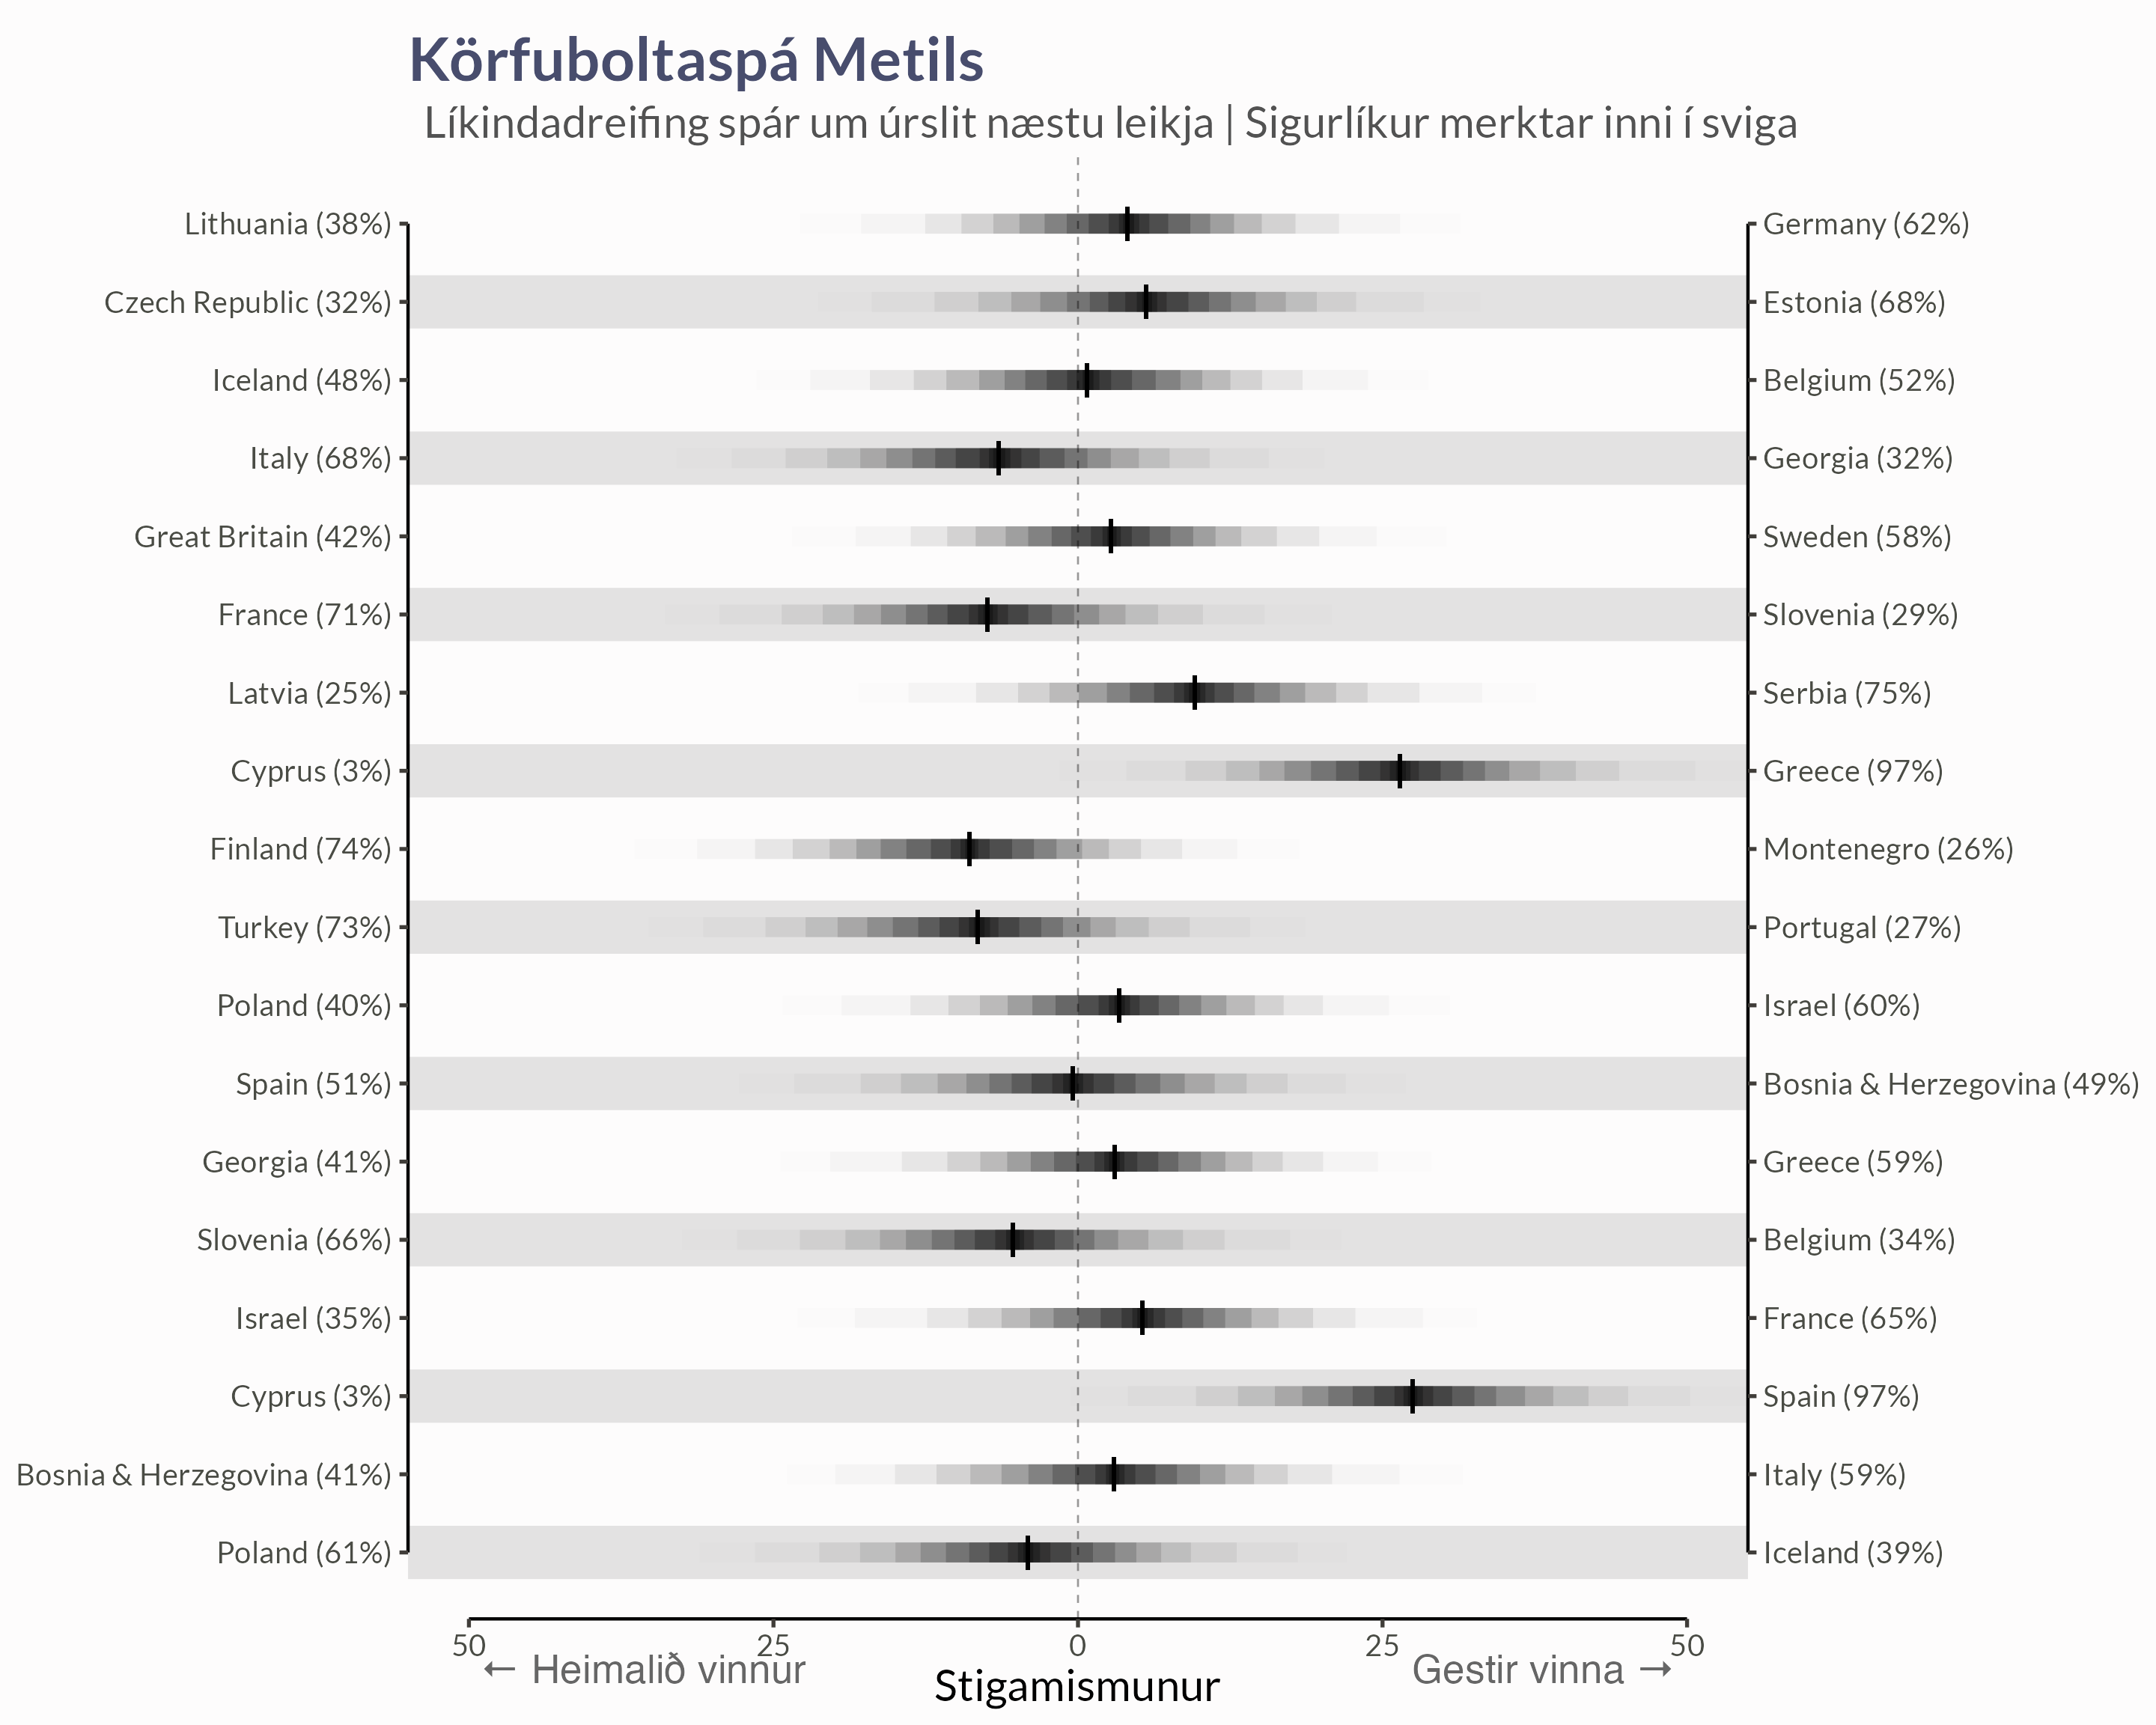 Körfuboltaspá Metils
Líkindadreifing spár um úrslit næstu leikja | Sigurlíkur merktar inni í sviga
Lithuania (38%) Germany (62%)
Czech Republic (32%) Estonia (68%)
Iceland (48%) Belgium (52%)
Italy (68%) Georgia (32%)
Great Britain (42%) Sweden (58%)
France (71%) Slovenia (29%)
Latvia (25%) Serbia (75%)
Cyprus (3%) Greece (97%)
Finland (74%) Montenegro (26%)
Turkey (73%) Portugal (27%)
Poland (40%) Israel (60%)
Spain (51%) Bosnia & Herzegovina (49%)
Georgia (41%) Greece (59%)
Slovenia (66%) Belgium (34%)
Israel (35%) France (65%)
Cyprus (3%) Spain (97%)
Bosnia & Herzegovina (41%) Italy (59%)
Poland (61%) Iceland (39%)
50 25 0 25 50
← Heimalið vinnur Gestir vinna →
Stigamismunur